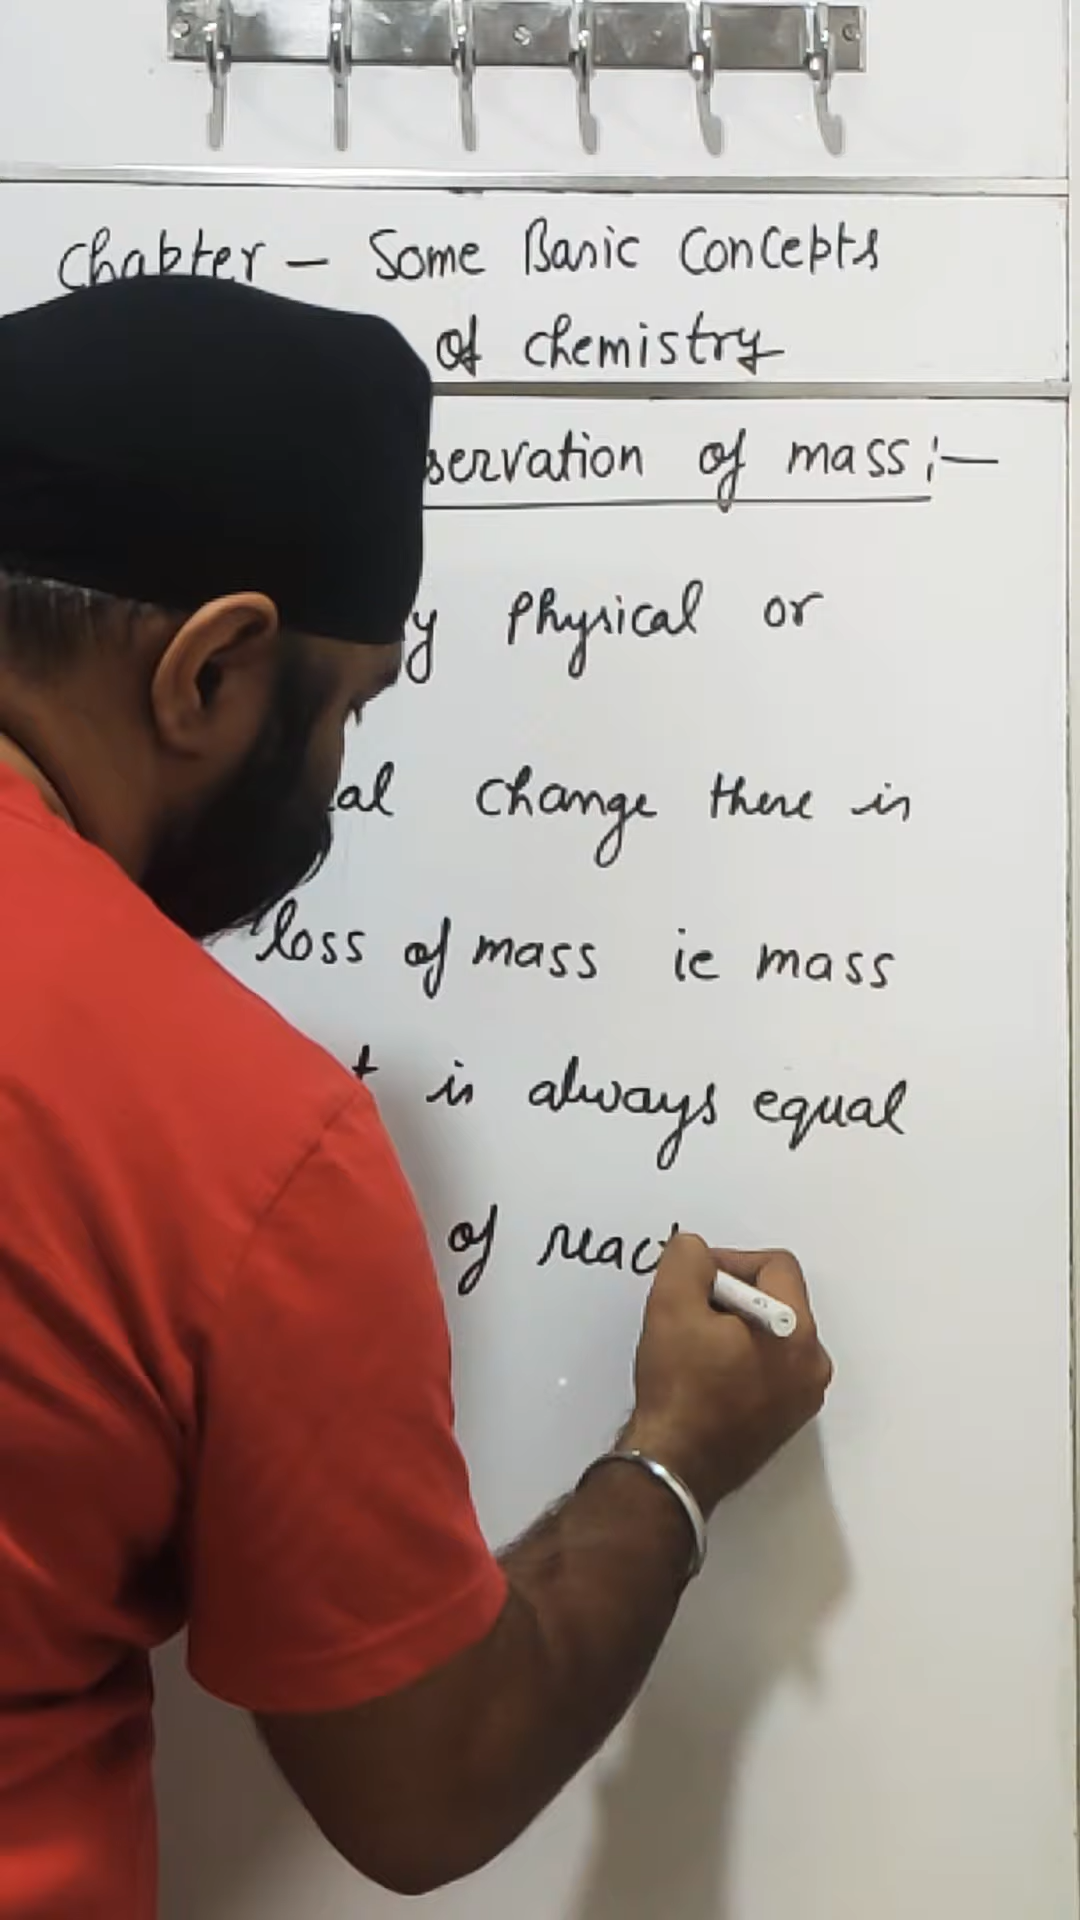 Chapter – Some Basic Concepts
of chemistry
servation of mass :–
y physical or
al change there is
loss of mass ie mass
t is always equal
of react